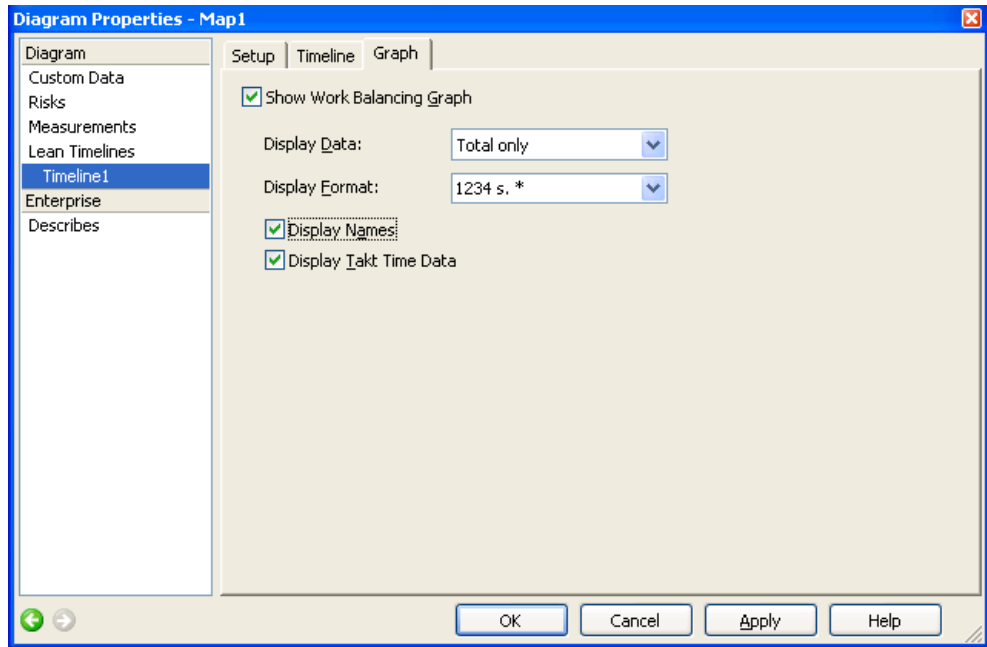 Diagram Properties - Map1
Diagram
Custom Data
Risks
Measurements
Lean Timelines
Timeline1
Enterprise
Describes
Setup
Timeline
Graph
Show Work Balancing Graph
Display Data:
Total only
Display Format:
1234 s. *
Display Names
Display Takt Time Data
OK
Cancel
Apply
Help